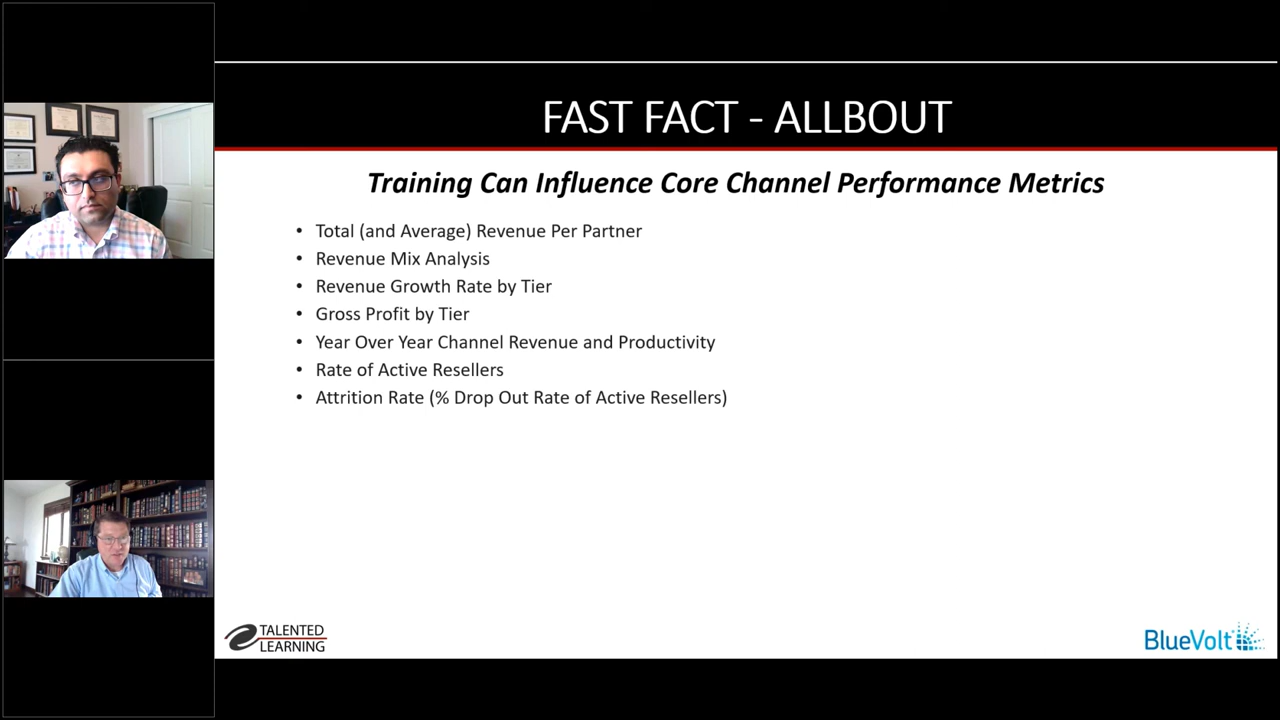 FAST FACT - ALLBOUT
Training Can Influence Core Channel Performance Metrics
• Total (and Average) Revenue Per Partner
• Revenue Mix Analysis
• Revenue Growth Rate by Tier
• Gross Profit by Tier
• Year Over Year Channel Revenue and Productivity
• Rate of Active Resellers
• Attrition Rate (% Drop Out Rate of Active Resellers)
TALENTED
LEARNING
BlueVolt